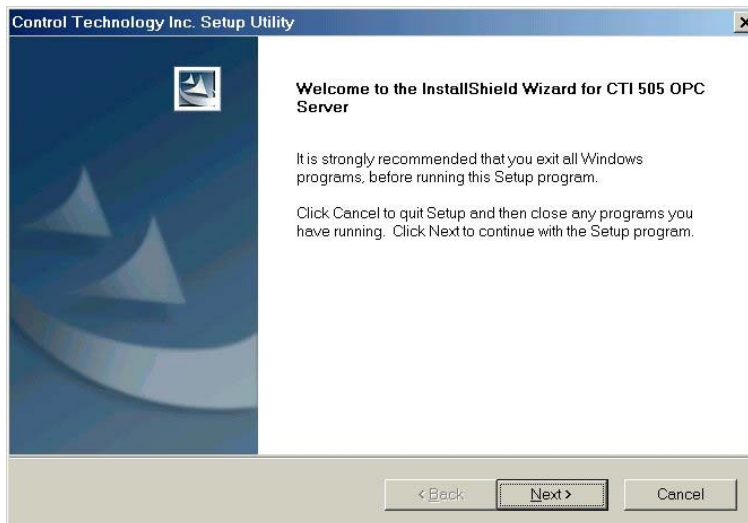 Control Technology Inc. Setup Utility
Welcome to the InstallShield Wizard for CTI 505 OPC
Server
It is strongly recommended that you exit all Windows
programs, before running this Setup program.
Click Cancel to quit Setup and then close any programs you
have running. Click Next to continue with the Setup program.
< Back Next > Cancel